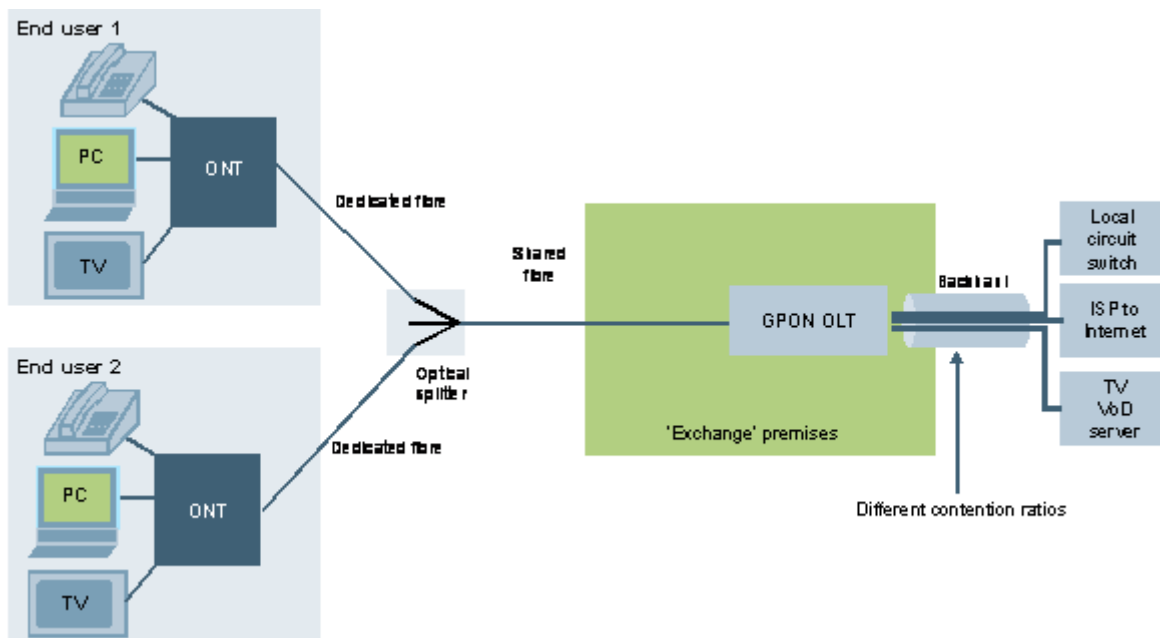 End user 1
PC
ONT
TV
Dedicated fibre
Shared
fibre
Optical
splitter
End user 2
PC
ONT
TV
Dedicated fibre
GPON OLT
'Exchange' premises
Backhaul
Different contention ratios
Local
circuit
switch
ISP to
Internet
TV
VoD
server